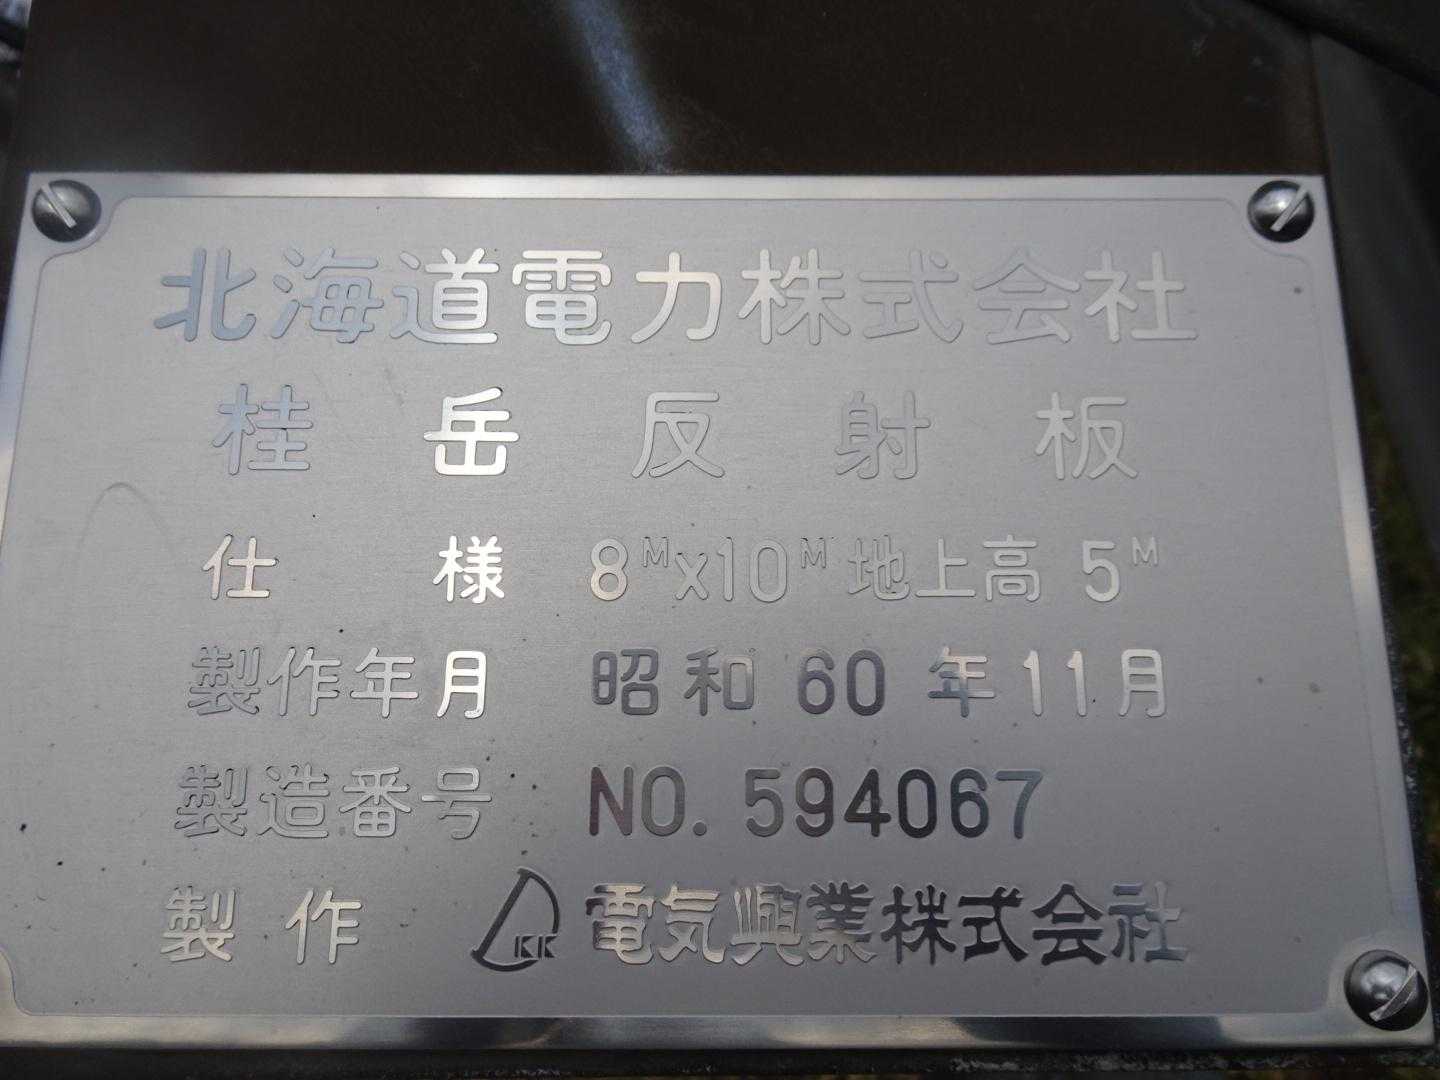 北海道電力株式会社
桂岳反射板
仕様 8Mx10M 地上高 5M
製作年月 昭和 60 年 11月
製造番号 NO. 594067
製作 KK 電気興業株式会社